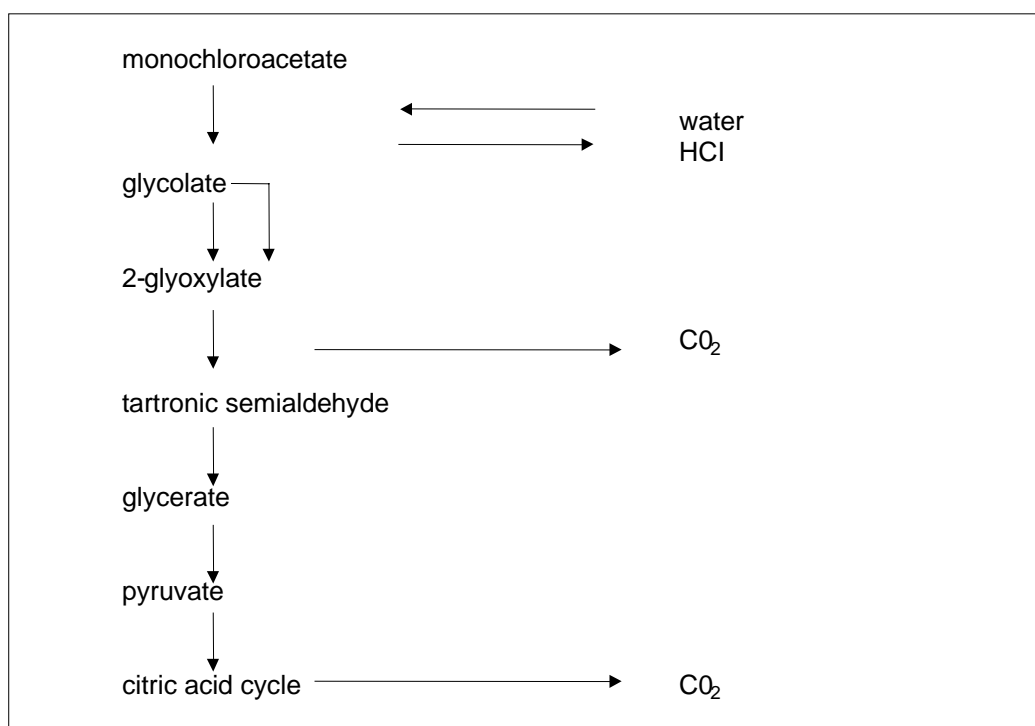 monochloroacetate
water
HCl
glycolate
2-glyoxylate
C0₂
tartronic semialdehyde
glycerate
pyruvate
citric acid cycle
C0₂